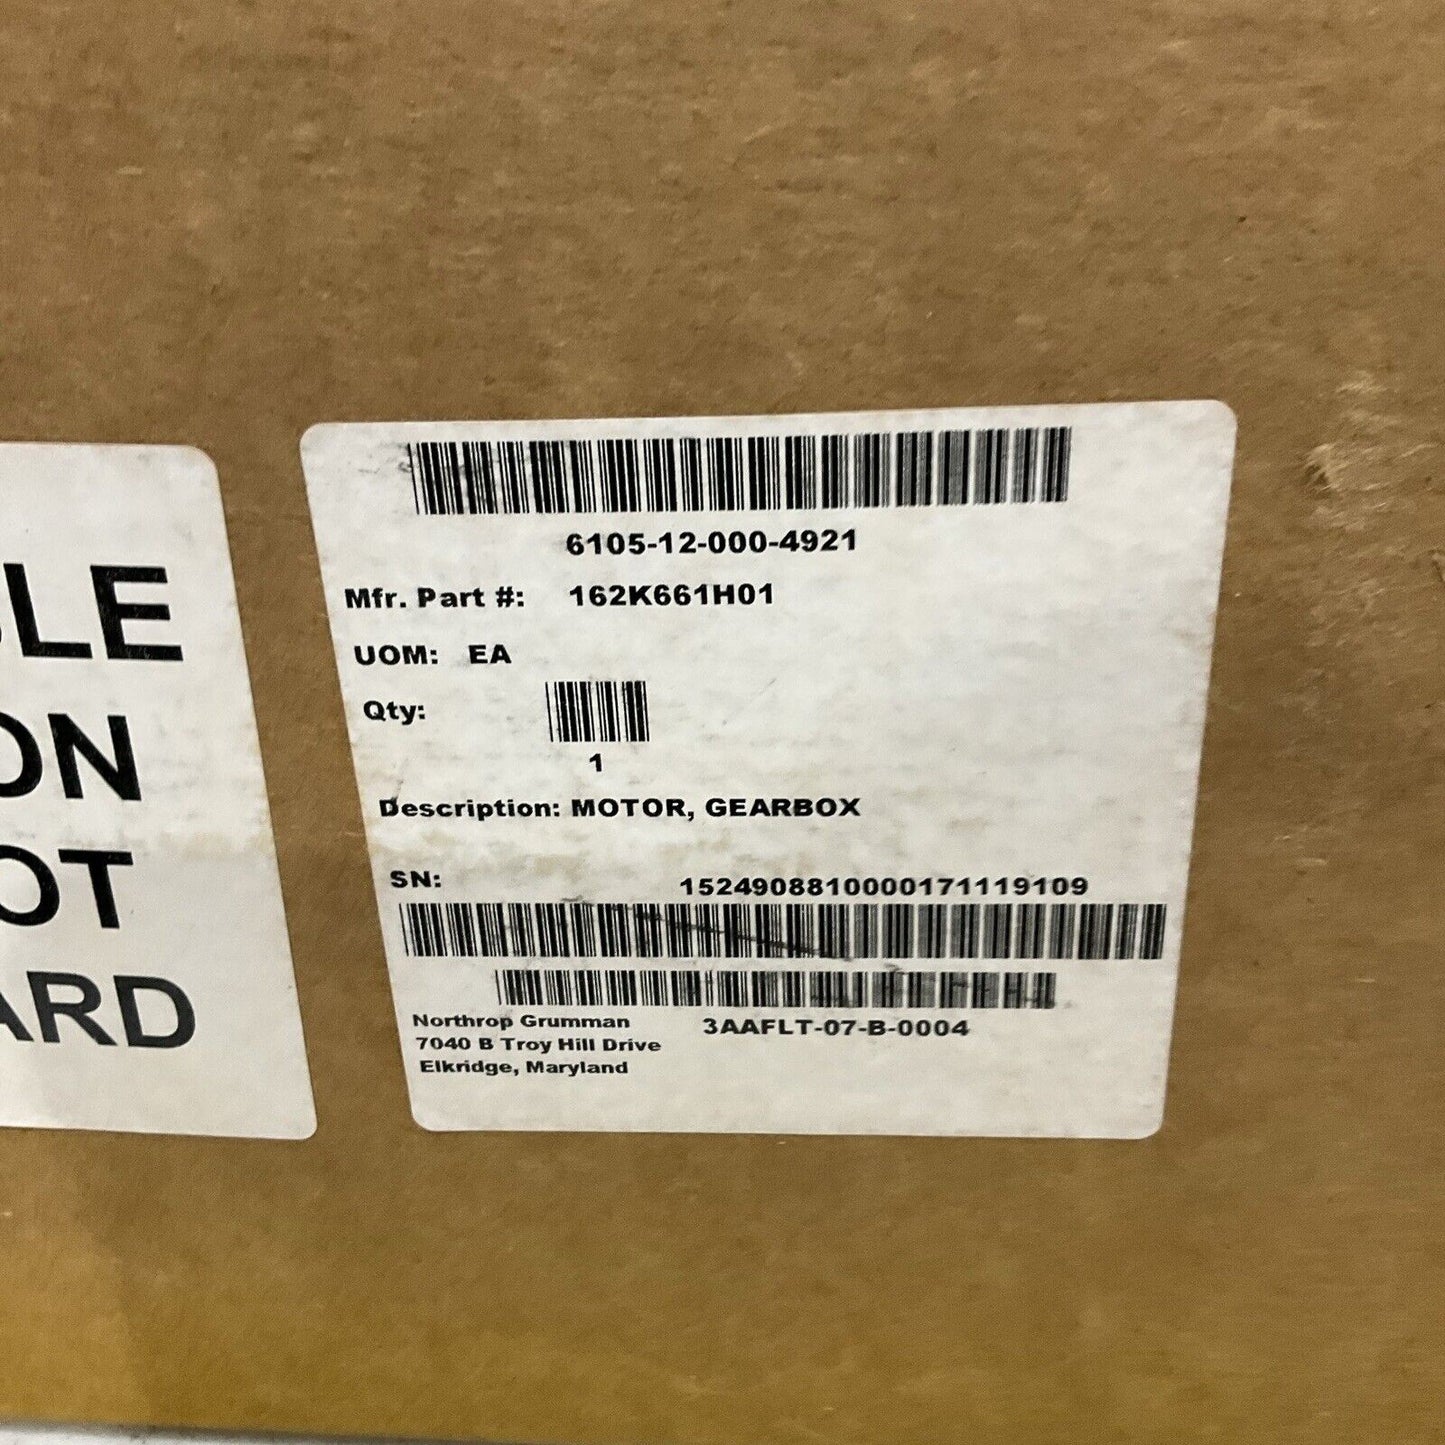 6105-12-000-4921
Mfr. Part #: 162K661H01
UOM: EA
Qty:
1
Description: MOTOR, GEARBOX
SN: 1524908810000171119109
Northrop Grumman 3AAFLT-07-B-0004
7040 B Troy Hill Drive
Elkridge, Maryland
LE
ON
OT
ARD